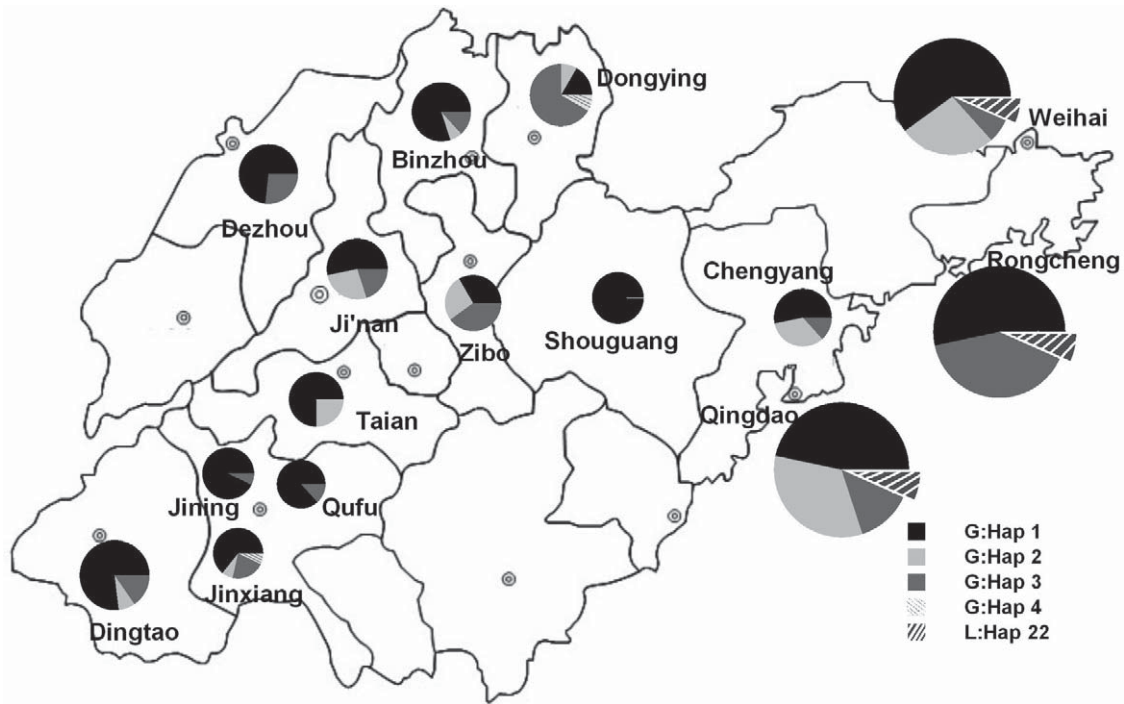 Dongying
Weihai
Binzhou
Dezhou
Rongcheng
Chengyang
Ji'nan
Zibo
Shouguang
Qingdao
Taian
Jining
Qufu
Jinxiang
Dingtao
G:Hap 1
G:Hap 2
G:Hap 3
G:Hap 4
L:Hap 22